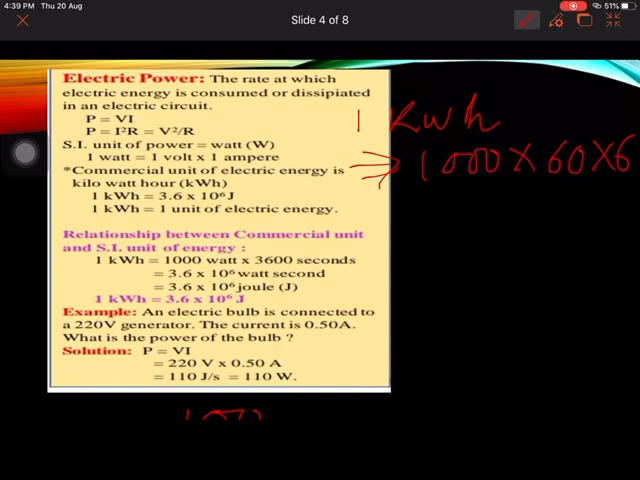 4:39 PM Thu 20 Aug
51%
Slide 4 of 8
Electric Power: The rate at which
electric energy is consumed or dissipiated
in an electric circuit.
P = VI
P = I²R = V²/R
S.I. unit of power = watt (W)
1 watt = 1 volt x 1 ampere
*Commercial unit of electric energy is
kilo watt hour (kWh)
1 kWh = 3.6 x 10⁶ J
1 kWh = 1 unit of electric energy.
Relationship between Commercial unit
and S.I. unit of energy :
1 kWh = 1000 watt x 3600 seconds
= 3.6 x 10⁶ watt second
= 3.6 x 10⁶ joule (J)
1 kWh = 3.6 x 10⁶ J
Example: An electric bulb is connected to
a 220V generator. The current is 0.50A.
What is the power of the bulb ?
Solution: P = VI
= 220 V x 0.50 A
= 110 J/s = 110 W.
1 Kwh
1000 X 60 X 6